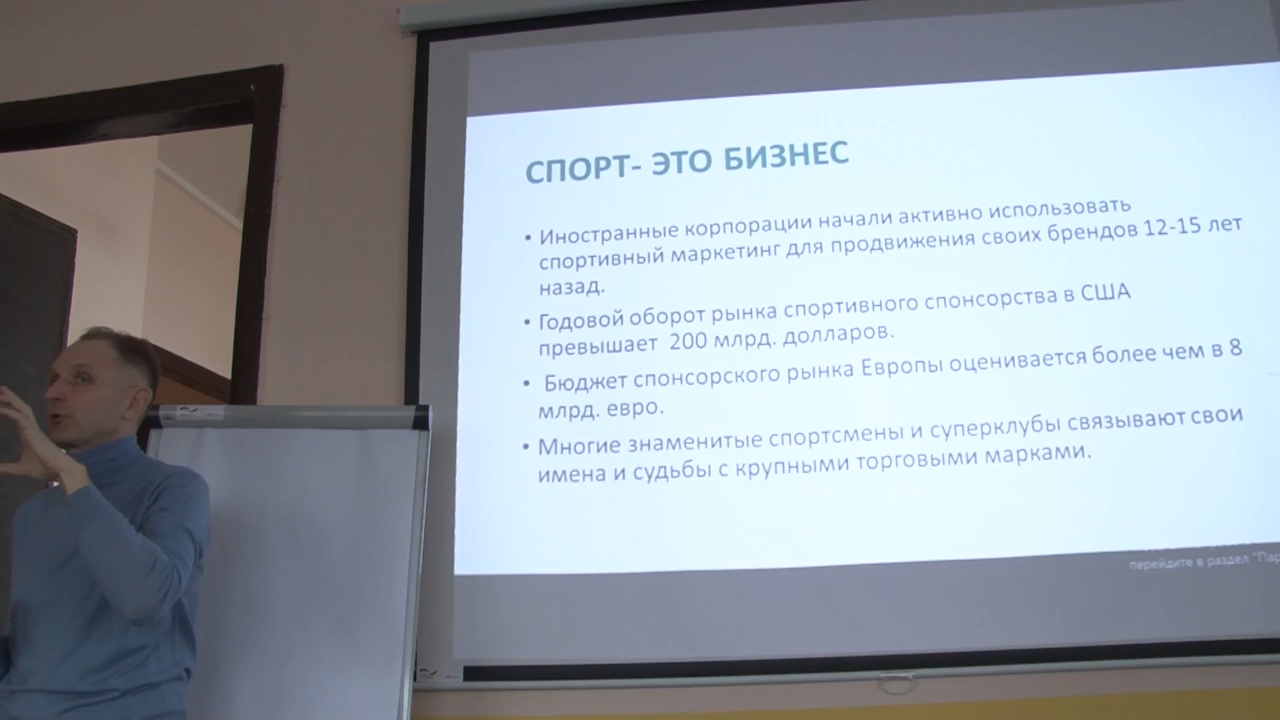 СПОРТ- ЭТО БИЗНЕС
• Иностранные корпорации начали активно использовать
спортивный маркетинг для продвижения своих брендов 12-15 лет
назад.
• Годовой оборот рынка спортивного спонсорства в США
превышает 200 млрд. долларов.
• Бюджет спонсорского рынка Европы оценивается более чем в 8
млрд. евро.
• Многие знаменитые спортсмены и суперклубы связывают свои
имена и судьбы с крупными торговыми марками.
перейдите в раздел "Пар